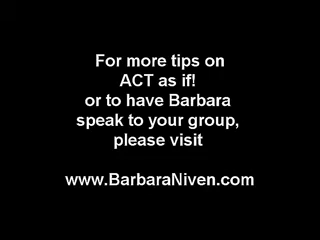 For more tips on
ACT as if!
or to have Barbara
speak to your group,
please visit
www.BarbaraNiven.com